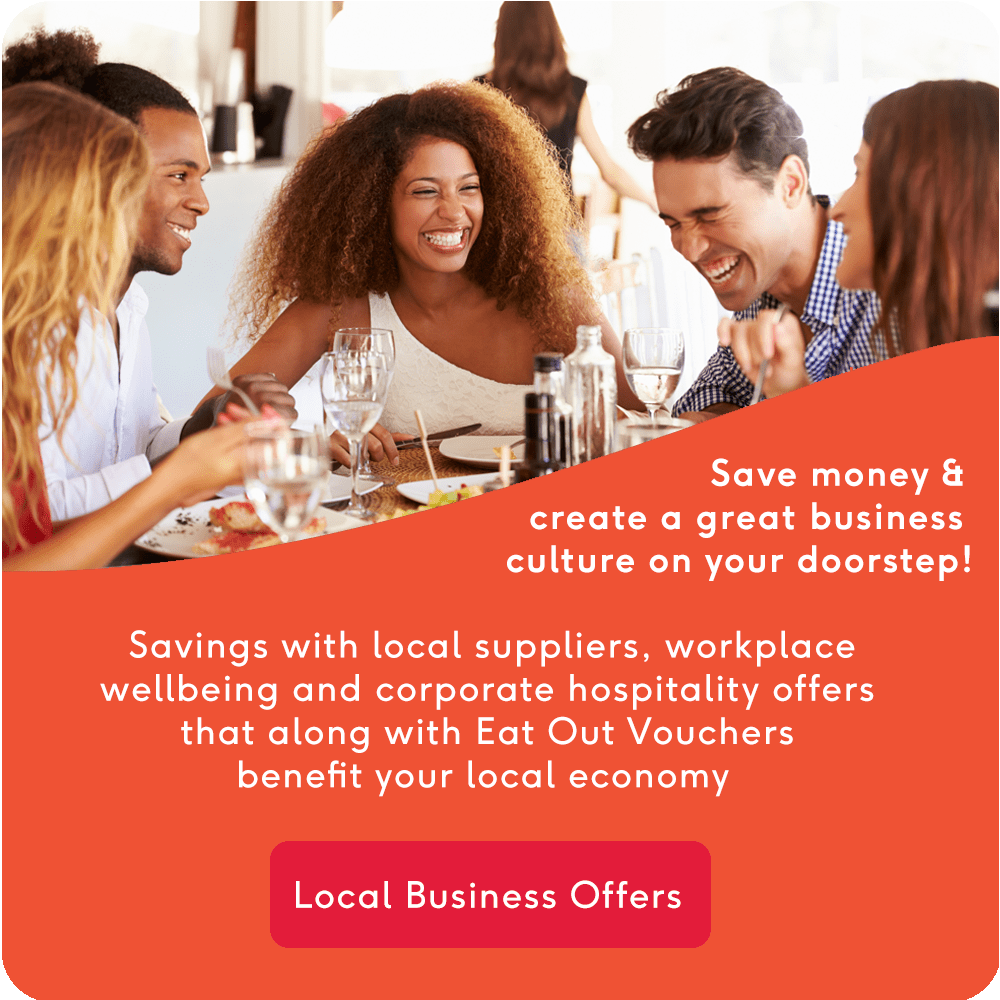 Save money &
create a great business
culture on your doorstep!
Savings with local suppliers, workplace
wellbeing and corporate hospitality offers
that along with Eat Out Vouchers
benefit your local economy
Local Business Offers